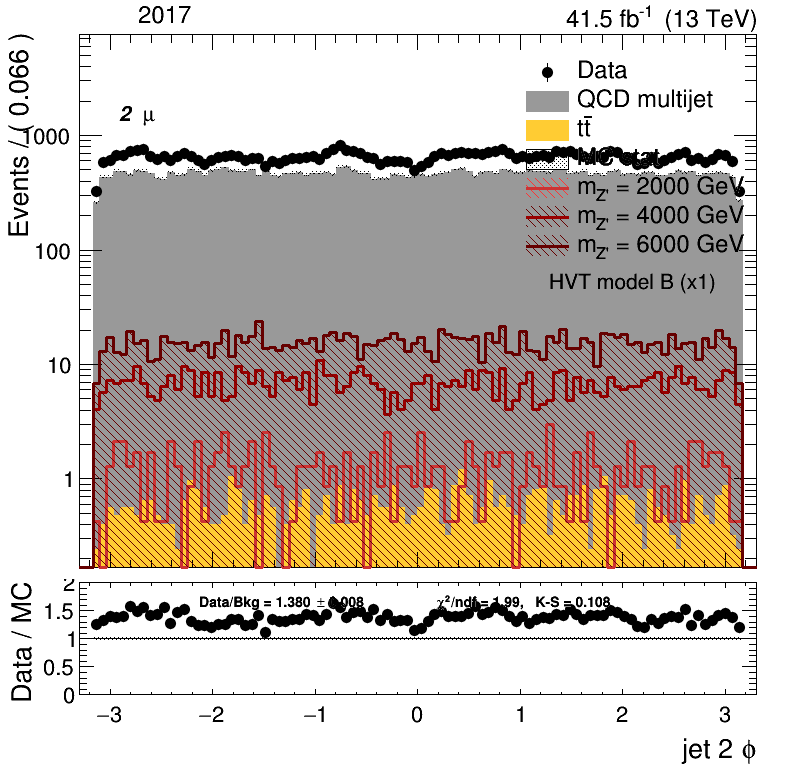 2017 41.5 fb⁻¹ (13 TeV)
Events / ( 0.066 )
2 μ
Data
QCD multijet
tt̄
MC stat.
m_Z' = 2000 GeV
m_Z' = 4000 GeV
m_Z' = 6000 GeV
HVT model B (x1)
1000
100
10
1
Data / MC
2
1.5
1
0.5
0
Data/Bkg = 1.380 ± 0.008 χ²/ndf = 1.99, K-S = 0.108
−3 −2 −1 0 1 2 3
jet 2 ϕ